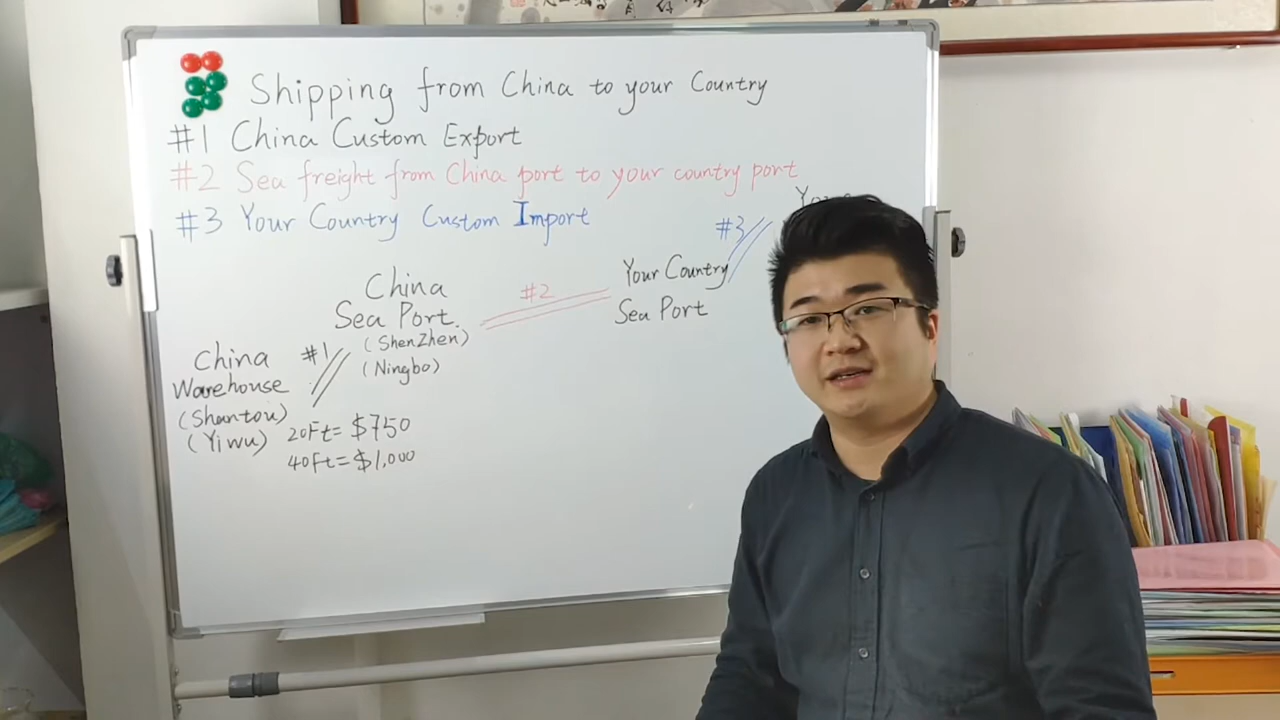 Shipping from China to your Country
#1 China Custom Export
#2 Sea freight from China port to your country port
#3 Your Country Custom Import
#3
China
Sea Port
(ShenZhen)
(Ningbo)
#2
Your Country
Sea Port
#1
China
Warehouse
(Shantou)
(Yiwu)
20Ft=$750
40Ft=$1,000